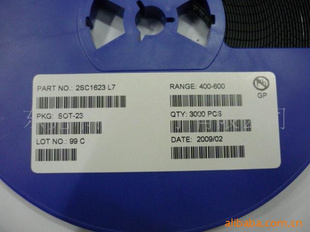 PART NO.: 2SC1623 L7
RANGE: 400-600
GP
PKG: SOT-23
QTY: 3000 PCS
LOT NO: 99 C
DATE: 2009/02